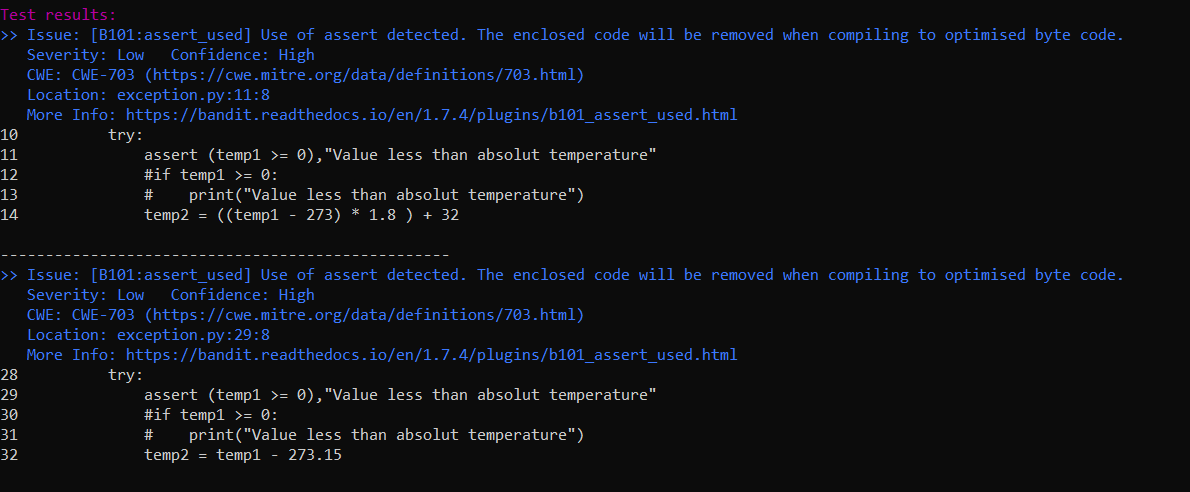 Test results:
>> Issue: [B101:assert_used] Use of assert detected. The enclosed code will be removed when compiling to optimised byte code.
   Severity: Low   Confidence: High
   CWE: CWE-703 (https://cwe.mitre.org/data/definitions/703.html)
   Location: exception.py:11:8
   More Info: https://bandit.readthedocs.io/en/1.7.4/plugins/b101_assert_used.html
10          try:
11              assert (temp1 >= 0),"Value less than absolut temperature"
12              #if temp1 >= 0:
13              #    print("Value less than absolut temperature")
14              temp2 = ((temp1 - 273) * 1.8 ) + 32

--------------------------------------------------
>> Issue: [B101:assert_used] Use of assert detected. The enclosed code will be removed when compiling to optimised byte code.
   Severity: Low   Confidence: High
   CWE: CWE-703 (https://cwe.mitre.org/data/definitions/703.html)
   Location: exception.py:29:8
   More Info: https://bandit.readthedocs.io/en/1.7.4/plugins/b101_assert_used.html
28          try:
29              assert (temp1 >= 0),"Value less than absolut temperature"
30              #if temp1 >= 0:
31              #    print("Value less than absolut temperature")
32              temp2 = temp1 - 273.15